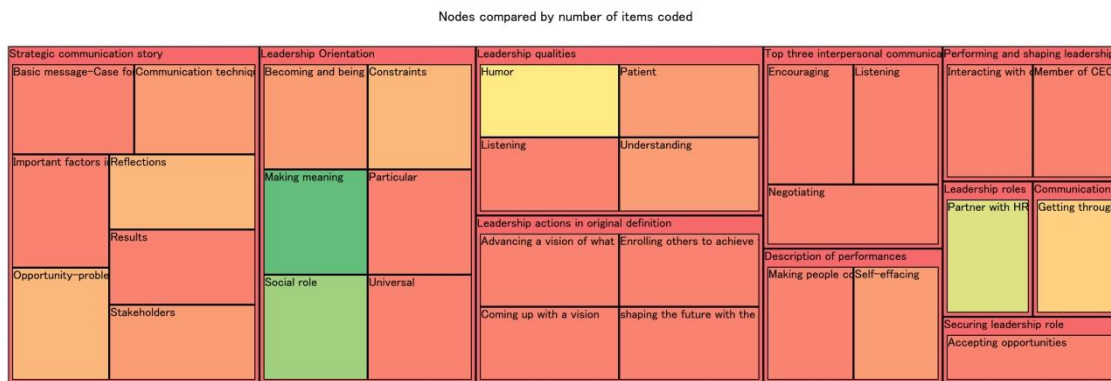 Nodes compared by number of items coded
Strategic communication story
Basic message-Case fo
Communication techniq
Important factors i
Reflections
Results
Opportunity-proble
Stakeholders
Leadership Orientation
Becoming and being
Constraints
Making meaning
Particular
Social role
Universal
Leadership qualities
Humor
Patient
Listening
Understanding
Leadership actions in original definition
Advancing a vision of what
Enrolling others to achieve
Coming up with a vision
shaping the future with the
Top three interpersonal communica
Encouraging
Listening
Negotiating
Description of performances
Making people co
Self-effacing
Performing and shaping leadership
Interacting with
Member of CEO
Leadership roles
Partner with HR
Communication
Getting through
Securing leadership role
Accepting opportunities